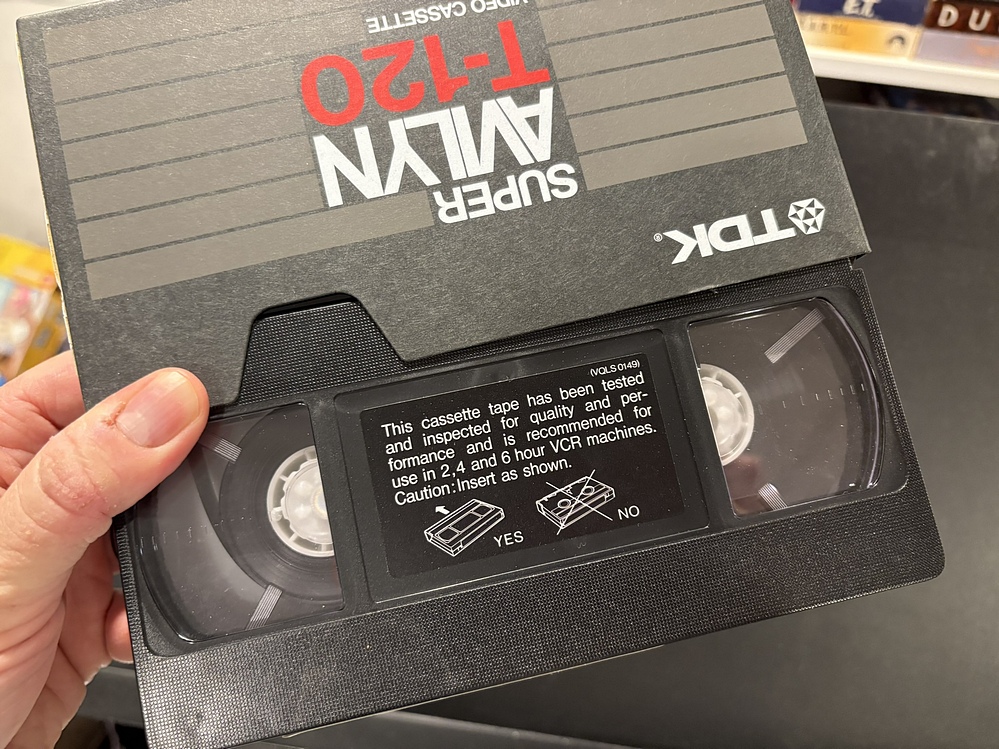 E.T.
DU
VIDEO CASSETTE
T-120
AVILYN
SUPER
TDK®
(VQLS 0149)
This cassette tape has been tested
and inspected for quality and per-
formance and is recommended for
use in 2,4 and 6 hour VCR machines.
Caution: Insert as shown.
YES
NO